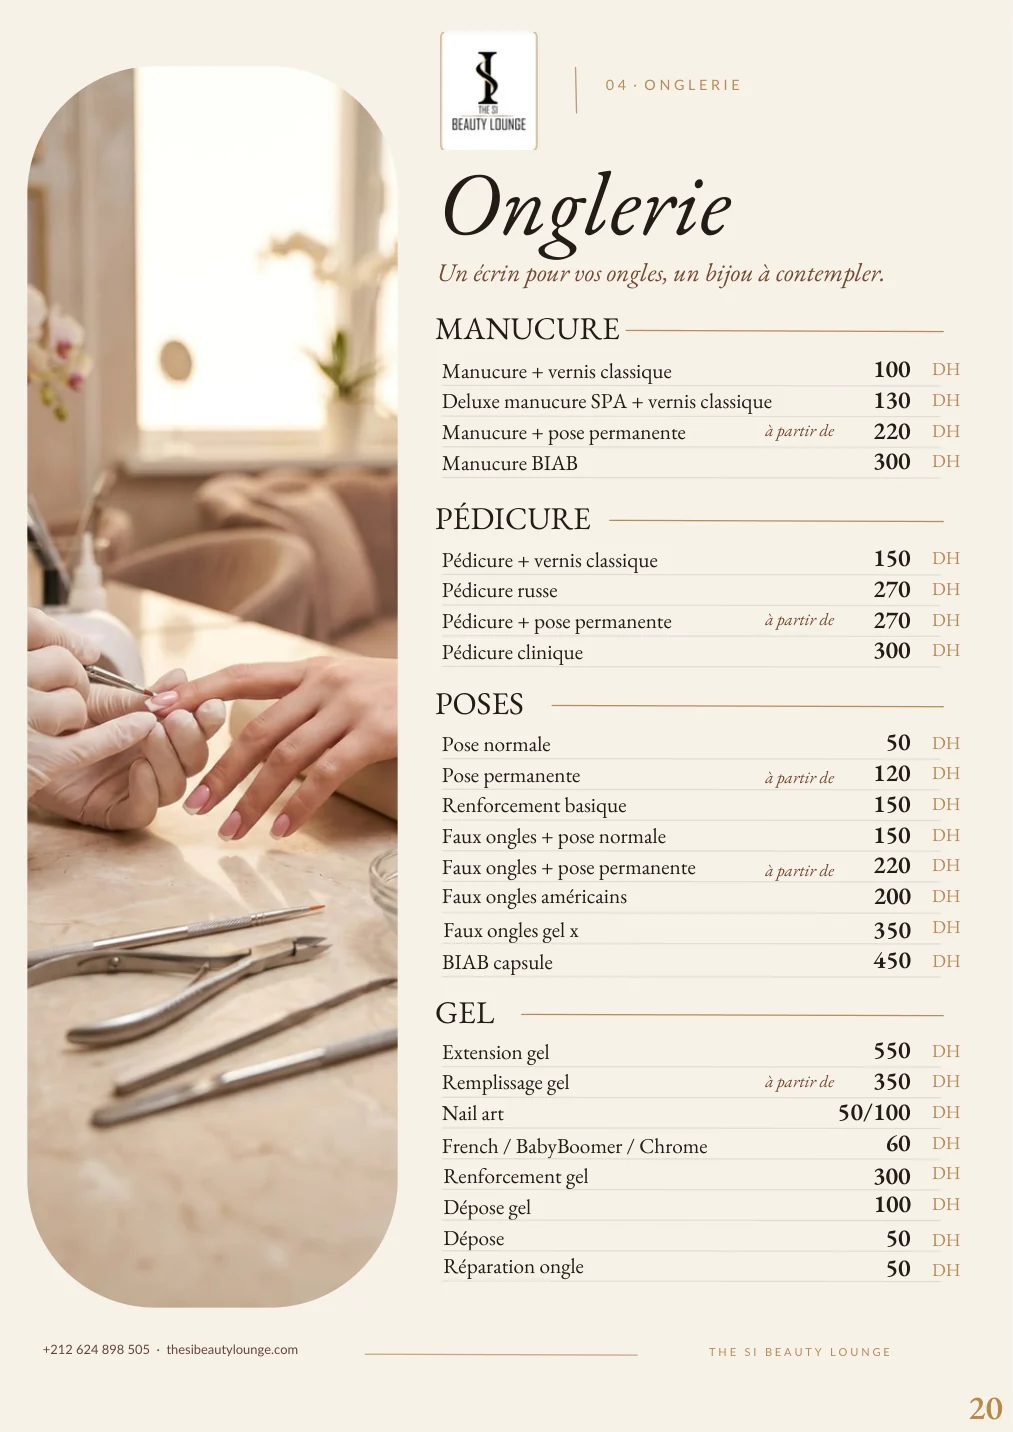 THE SI
BEAUTY LOUNGE
04 · ONGLERIE
Onglerie
Un écrin pour vos ongles, un bijou à contempler.
MANUCURE
Manucure + vernis classique 100 DH
Deluxe manucure SPA + vernis classique 130 DH
Manucure + pose permanente à partir de 220 DH
Manucure BIAB 300 DH
PÉDICURE
Pédicure + vernis classique 150 DH
Pédicure russe 270 DH
Pédicure + pose permanente à partir de 270 DH
Pédicure clinique 300 DH
POSES
Pose normale 50 DH
Pose permanente à partir de 120 DH
Renforcement basique 150 DH
Faux ongles + pose normale 150 DH
Faux ongles + pose permanente à partir de 220 DH
Faux ongles américains 200 DH
Faux ongles gel x 350 DH
BIAB capsule 450 DH
GEL
Extension gel 550 DH
Remplissage gel à partir de 350 DH
Nail art 50/100 DH
French / BabyBoomer / Chrome 60 DH
Renforcement gel 300 DH
Dépose gel 100 DH
Dépose 50 DH
Réparation ongle 50 DH
+212 624 898 505 · thesibeautylounge.com
THE SI BEAUTY LOUNGE
20